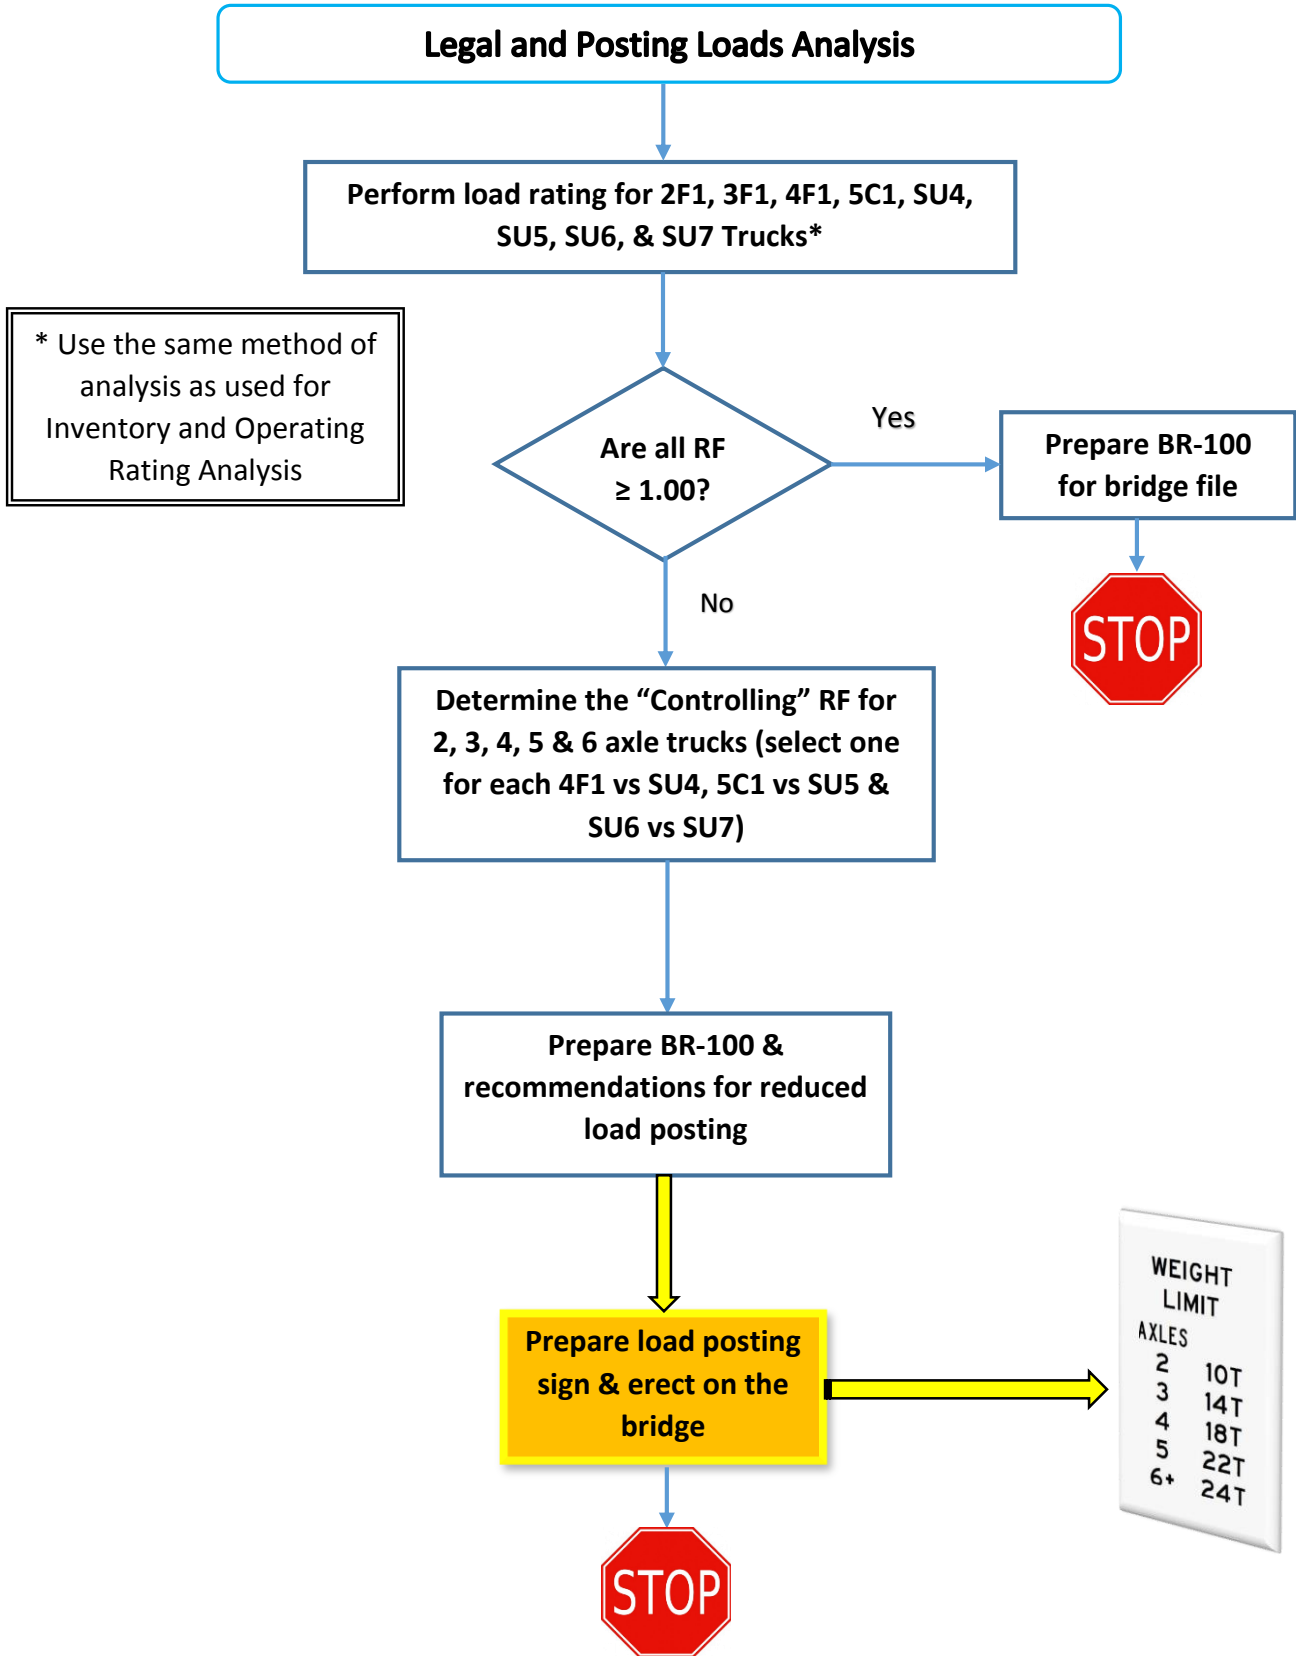 Legal and Posting Loads Analysis
Perform load rating for 2F1, 3F1, 4F1, 5C1, SU4,
SU5, SU6, & SU7 Trucks*
* Use the same method of
analysis as used for
Inventory and Operating
Rating Analysis
Are all RF
≥ 1.00?
Yes
Prepare BR-100
for bridge file
STOP
No
Determine the “Controlling” RF for
2, 3, 4, 5 & 6 axle trucks (select one
for each 4F1 vs SU4, 5C1 vs SU5 &
SU6 vs SU7)
Prepare BR-100 &
recommendations for reduced
load posting
Prepare load posting
sign & erect on the
bridge
WEIGHT
LIMIT
AXLES
2 10T
3 14T
4 18T
5 22T
6+ 24T
STOP